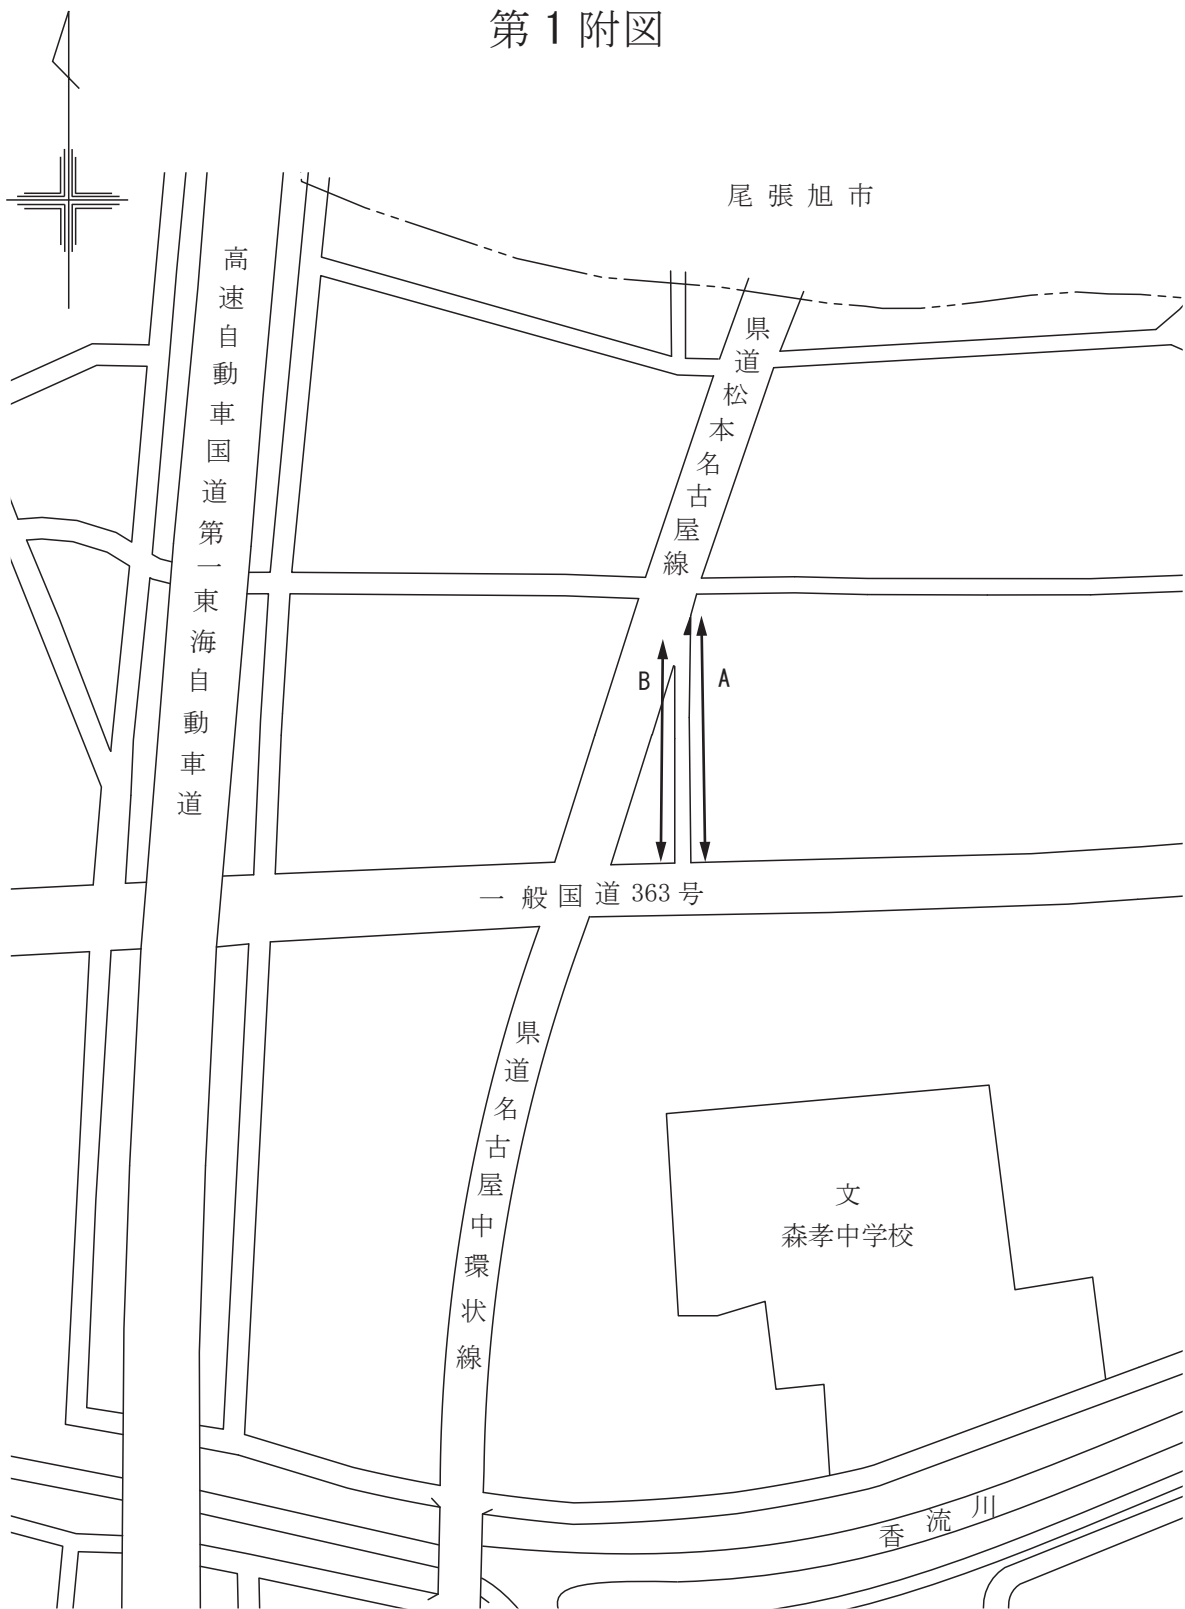 第1附図
尾張旭市
高速自動車国道第一東海自動車道
県道松本名古屋線
B
A
一般国道363号
県道名古屋中環状線
文
森孝中学校
香流川